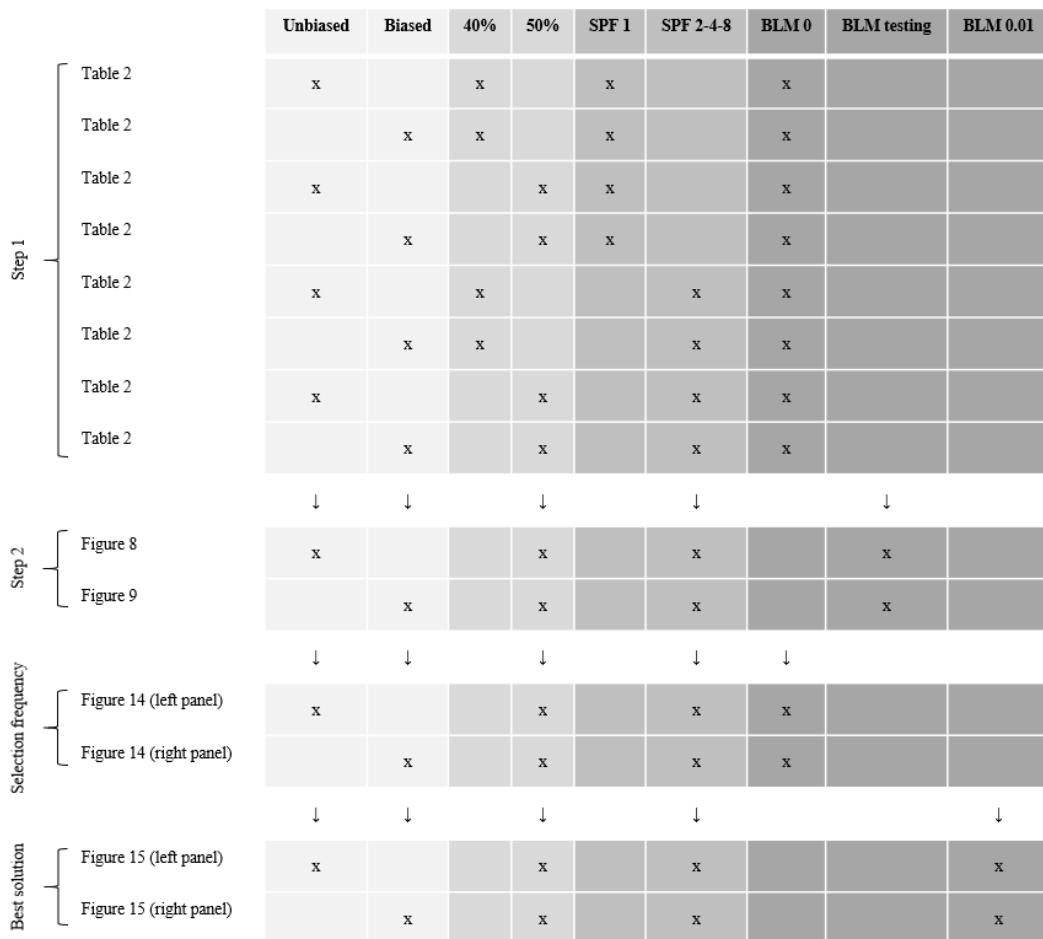 Unbiased Biased 40% 50% SPF 1 SPF 2-4-8 BLM 0 BLM testing BLM 0.01
Step 1
Table 2 x x x x
Table 2 x x x x
Table 2 x x x x
Table 2 x x x x
Table 2 x x x x
Table 2 x x x x
Table 2 x x x x
Table 2 x x x x
↓ ↓ ↓ ↓ ↓
Step 2
Figure 8 x x x x
Figure 9 x x x x
↓ ↓ ↓ ↓ ↓
Selection frequency
Figure 14 (left panel) x x x x
Figure 14 (right panel) x x x x
↓ ↓ ↓ ↓ ↓
Best solution
Figure 15 (left panel) x x x x
Figure 15 (right panel) x x x x